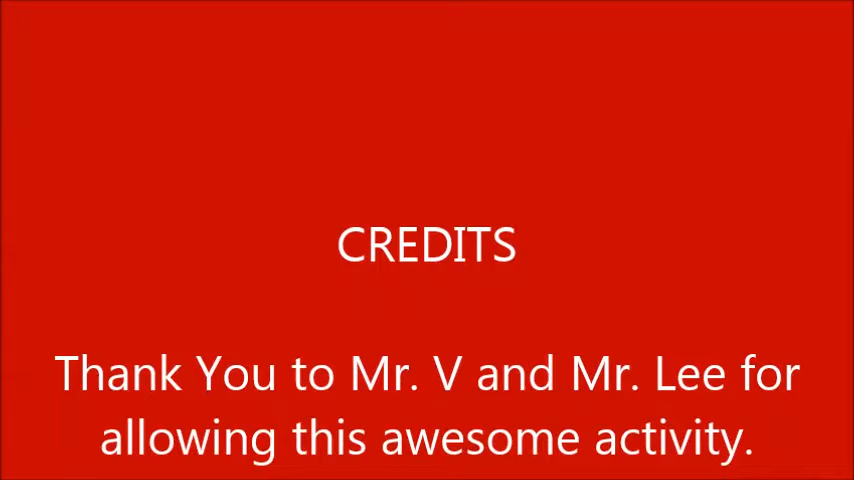 CREDITS
Thank You to Mr. V and Mr. Lee for
allowing this awesome activity.